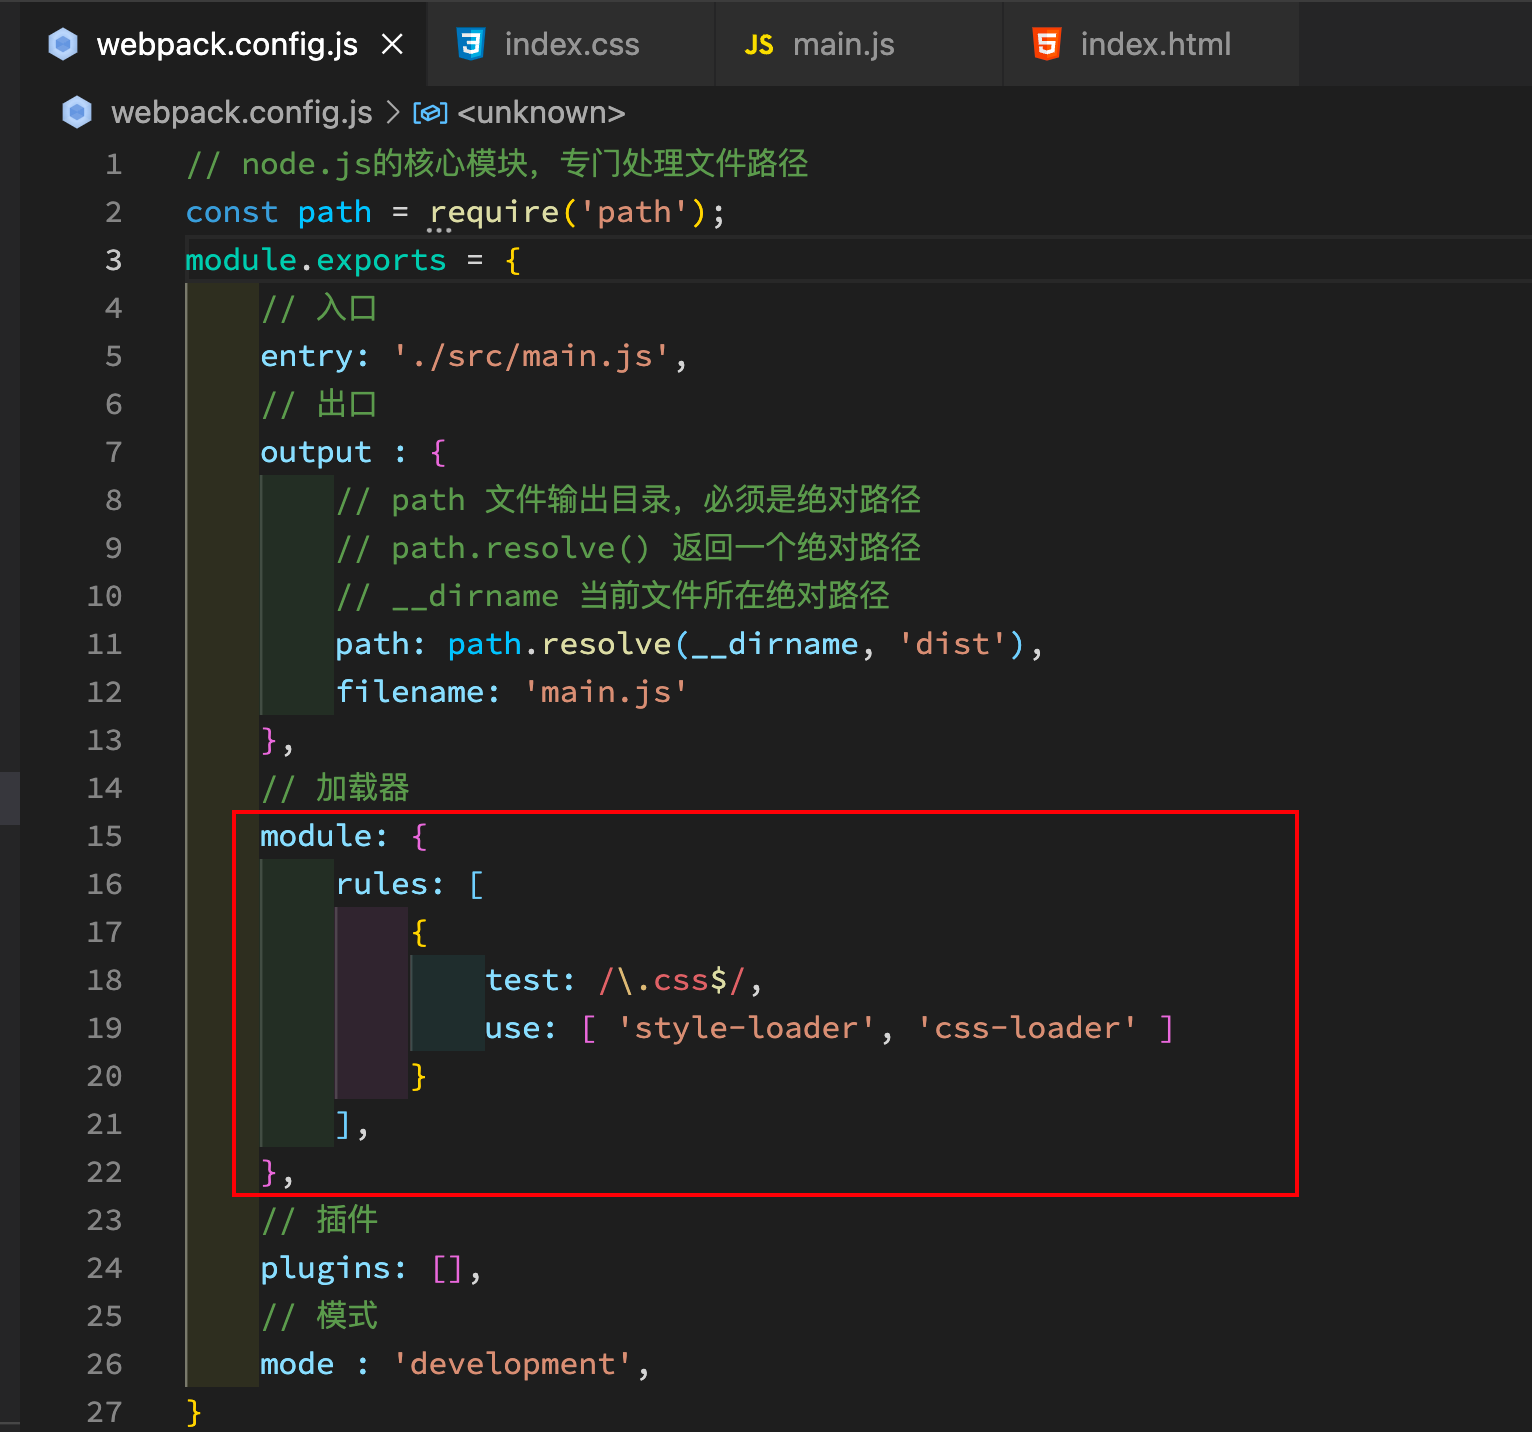 webpack.config.js
index.css
JS main.js
index.html
webpack.config.js > <unknown>
1 // node.js的核心模块，专门处理文件路径
2 const path = require('path');
3 module.exports = {
4 // 入口
5 entry: './src/main.js',
6 // 出口
7 output : {
8 // path 文件输出目录，必须是绝对路径
9 // path.resolve() 返回一个绝对路径
10 // __dirname 当前文件所在绝对路径
11 path: path.resolve(__dirname, 'dist'),
12 filename: 'main.js'
13 },
14 // 加载器
15 module: {
16 rules: [
17 {
18 test: /\.css$/,
19 use: [ 'style-loader', 'css-loader' ]
20 }
21 ],
22 },
23 // 插件
24 plugins: [],
25 // 模式
26 mode : 'development',
27 }